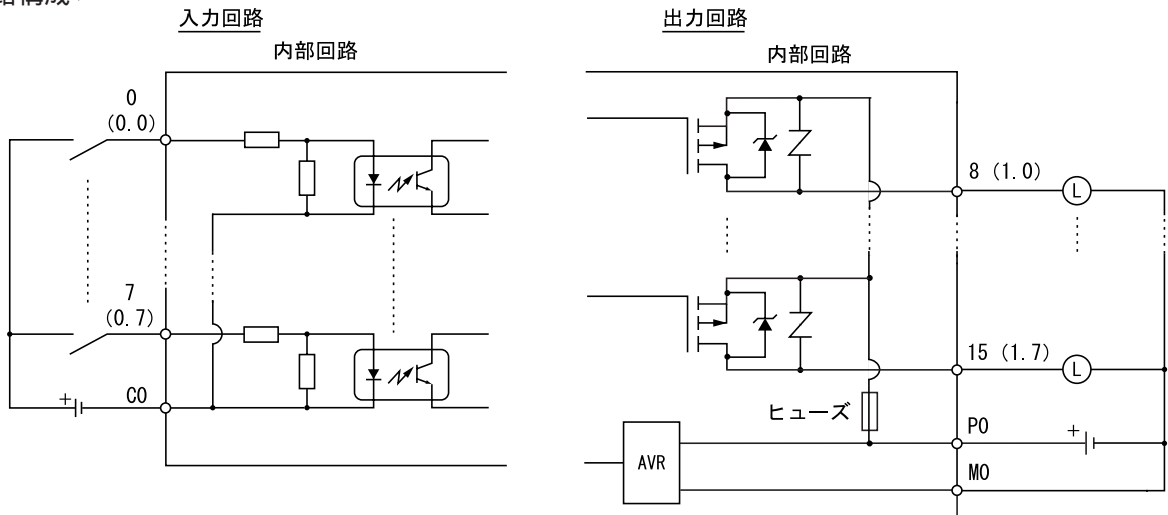 入力回路
内部回路
0
(0.0)
7
(0.7)
C0
+
出力回路
内部回路
8 (1.0)
L
15 (1.7)
L
ヒューズ
P0
+
AVR
M0